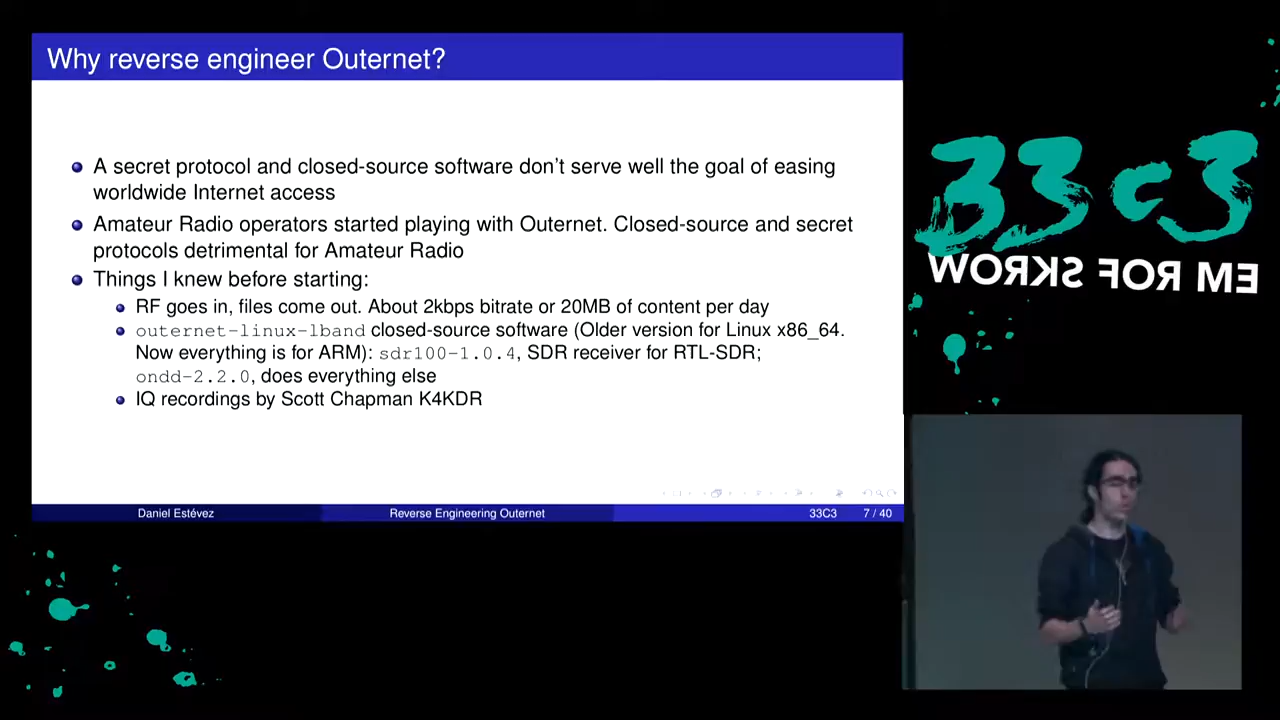 Why reverse engineer Outernet?
A secret protocol and closed-source software don't serve well the goal of easing
worldwide Internet access
Amateur Radio operators started playing with Outernet. Closed-source and secret
protocols detrimental for Amateur Radio
Things I knew before starting:
RF goes in, files come out. About 2kbps bitrate or 20MB of content per day
outernet-linux-lband closed-source software (Older version for Linux x86_64.
Now everything is for ARM): sdr100-1.0.4, SDR receiver for RTL-SDR;
ondd-2.2.0, does everything else
IQ recordings by Scott Chapman K4KDR
Daniel Estévez Reverse Engineering Outernet 33C3 7 / 40
33c3
WORKS FOR ME